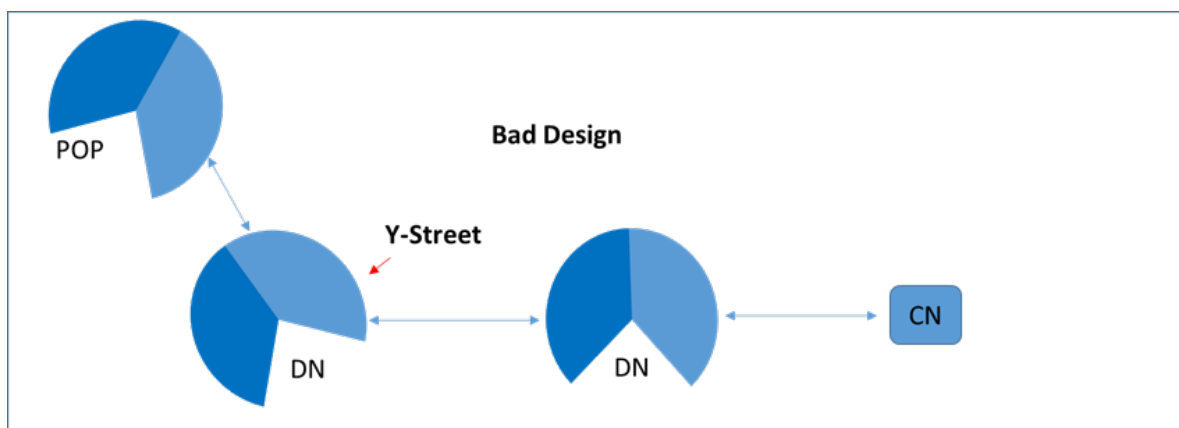 POP
Bad Design
Y-Street
DN
DN
CN